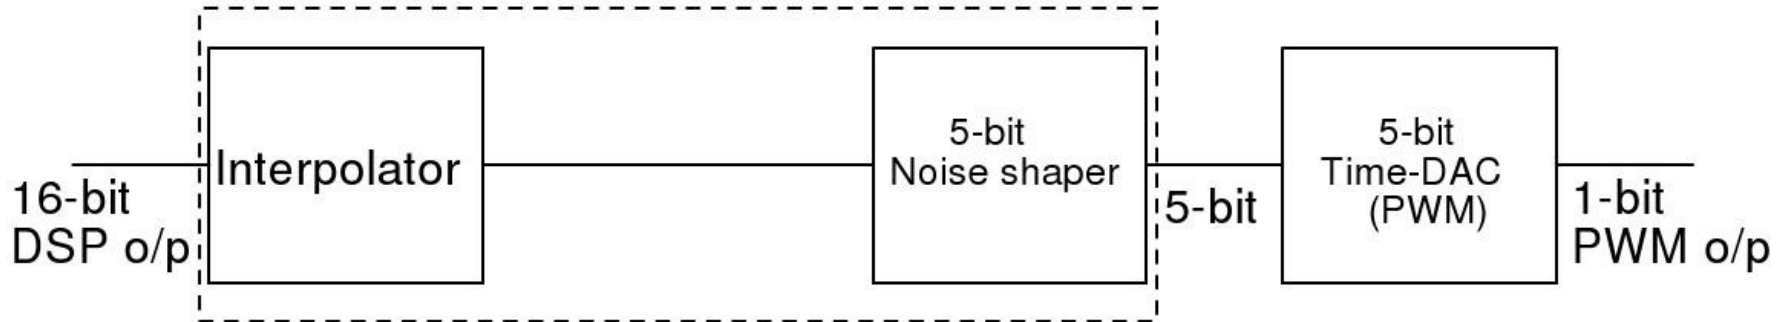 16-bit
DSP o/p
Interpolator
5-bit
Noise shaper
5-bit
5-bit
Time-DAC
(PWM)
1-bit
PWM o/p